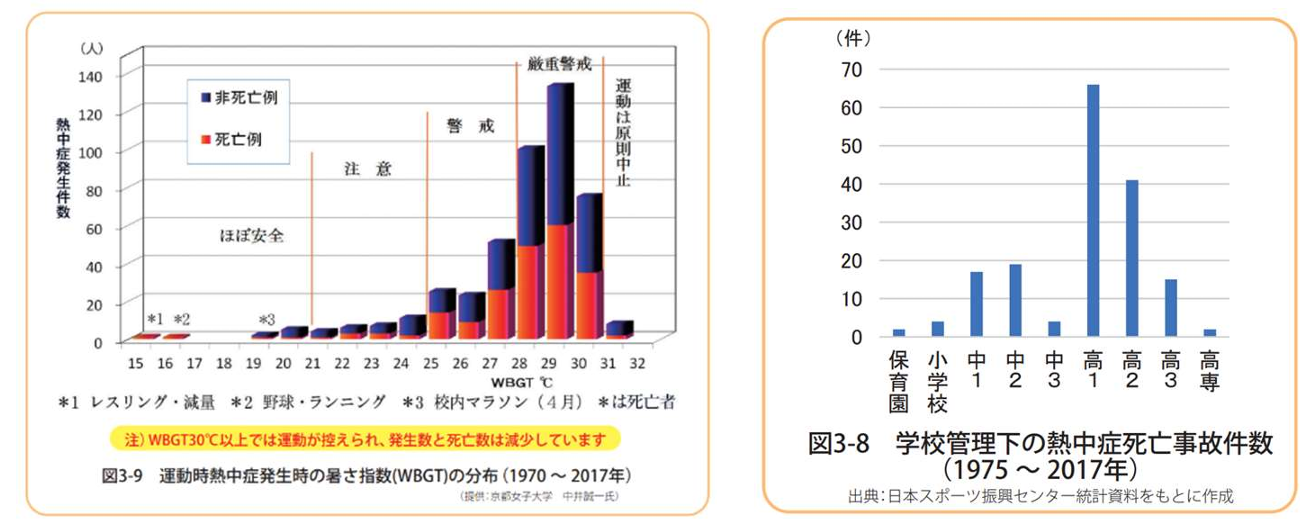 (人)
140
120
100
80
60
40
20
0
熱中症発生件数
非死亡例
死亡例
ほぼ安全
注 意
警 戒
厳重警戒
運動は原則中止
*1 *2
*3
15 16 17 18 19 20 21 22 23 24 25 26 27 28 29 30 31 32
WBGT ℃
*1 レスリング・減量 *2 野球・ランニング *3 校内マラソン(4月) *は死亡者
注)WBGT30℃以上では運動が控えられ、発生数と死亡数は減少しています
図3-9 運動時熱中症発生時の暑さ指数(WBGT)の分布(1970 ~ 2017年)
(提供:京都女子大学 中井誠一氏)
(件)
70
60
50
40
30
20
10
0
保育園 小学校 中1 中2 中3 高1 高2 高3 高専
図3-8 学校管理下の熱中症死亡事故件数
(1975 ~ 2017年)
出典:日本スポーツ振興センター統計資料をもとに作成